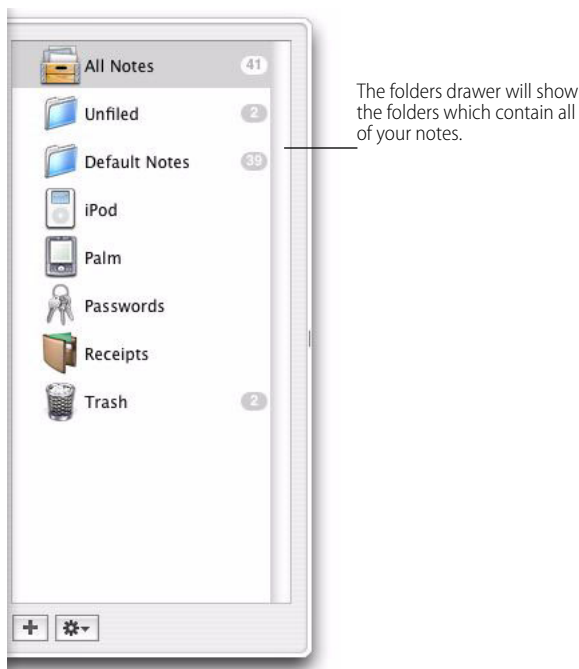 All Notes 41
Unfiled 2
Default Notes 39
iPod
Palm
Passwords
Receipts
Trash 2
The folders drawer will show
the folders which contain all
of your notes.